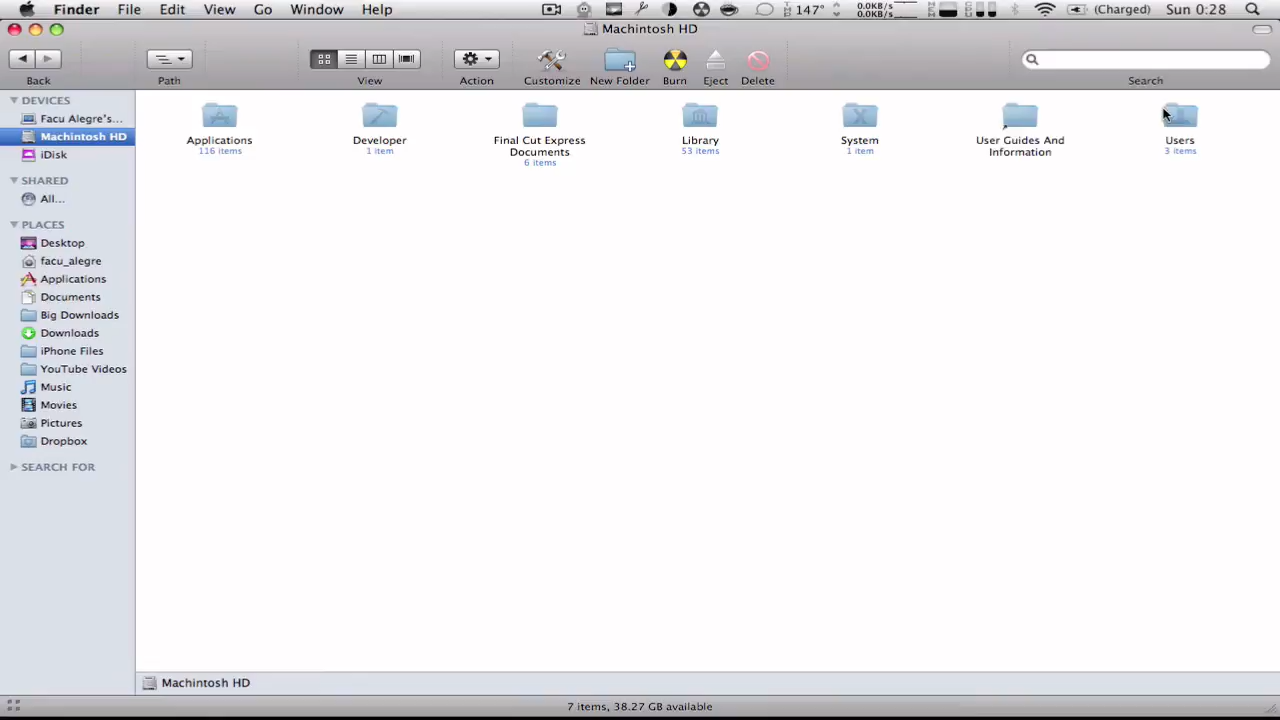 Finder File Edit View Go Window Help 147° 0.0KB/s 0.0KB/s (Charged) Sun 0:28
Machintosh HD
Back Path View Action Customize New Folder Burn Eject Delete Search
DEVICES
Facu Alegre's...
Machintosh HD
iDisk
SHARED
All...
PLACES
Desktop
facu_alegre
Applications
Documents
Big Downloads
Downloads
iPhone Files
YouTube Videos
Music
Movies
Pictures
Dropbox
SEARCH FOR
Applications
116 items
Developer
1 item
Final Cut Express
Documents
6 items
Library
53 items
System
1 item
User Guides And
Information
Users
3 items
Machintosh HD
7 items, 38.27 GB available